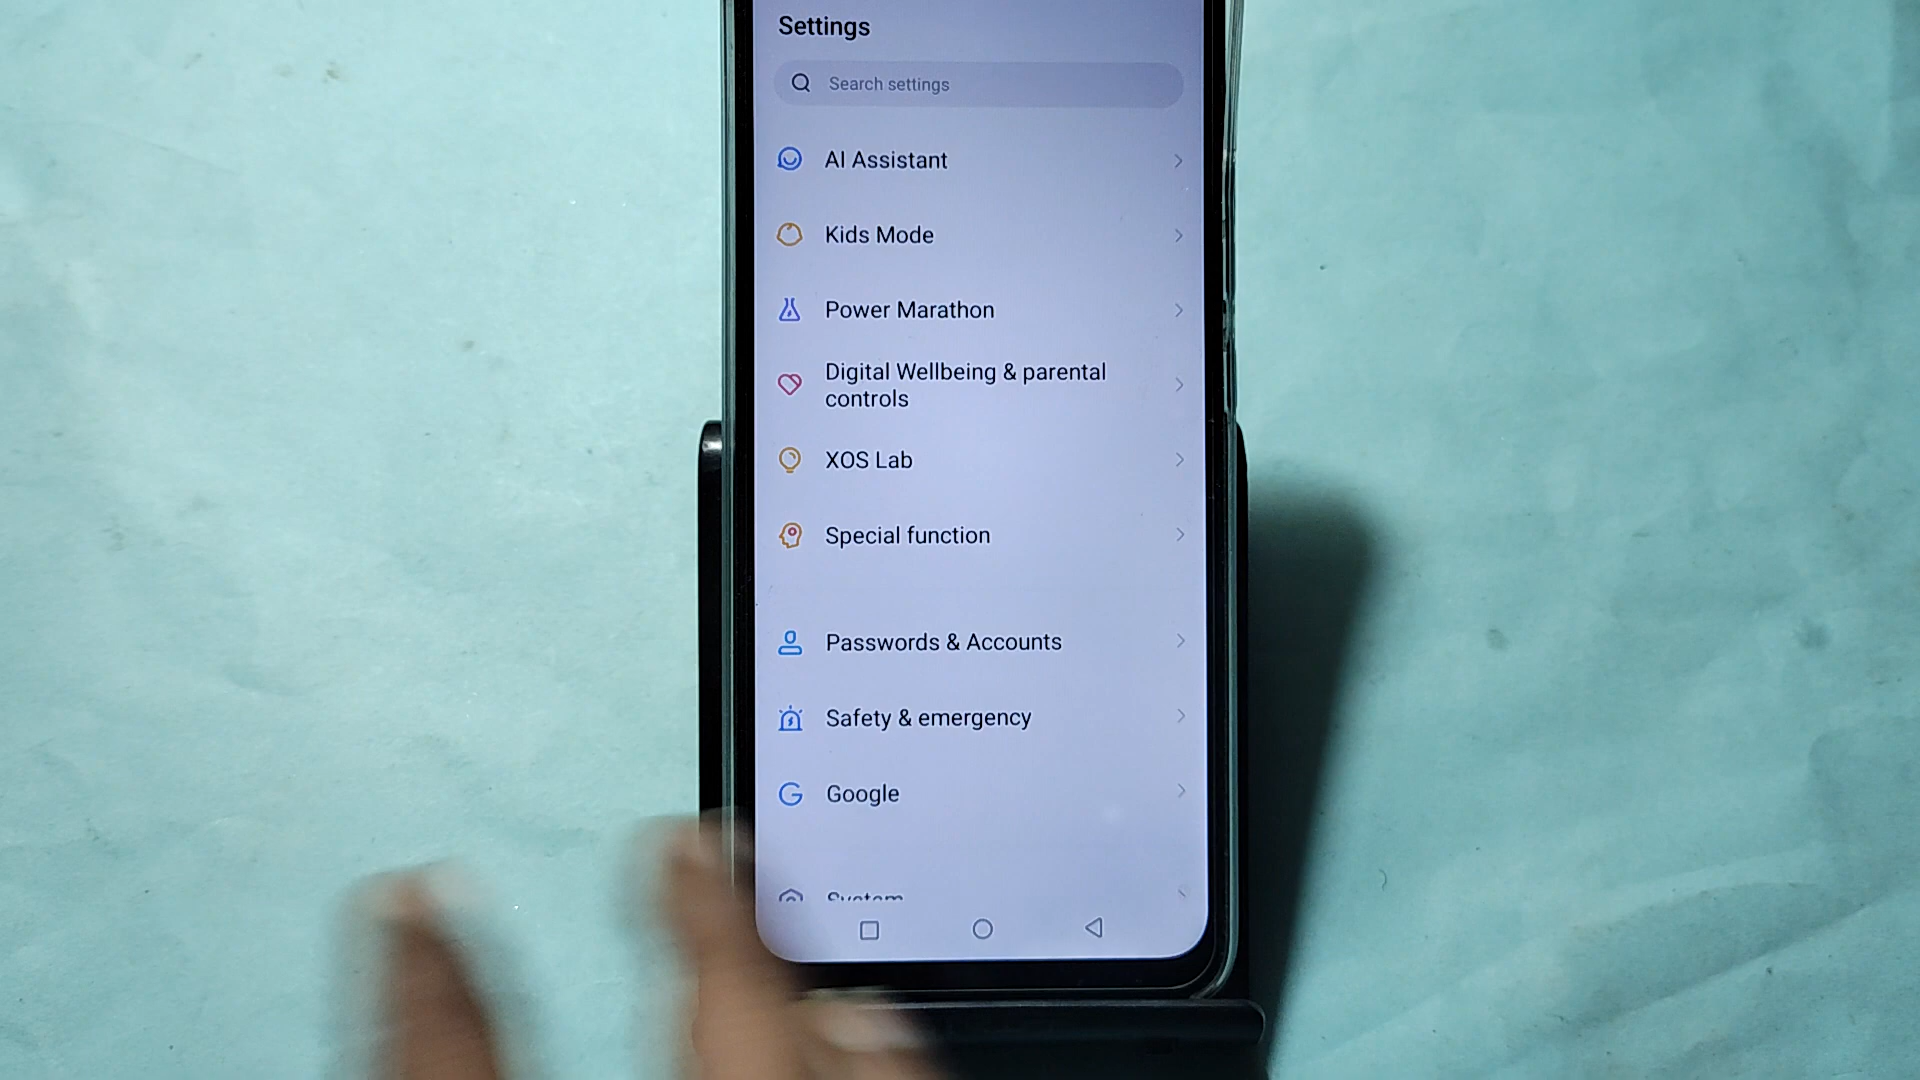 Settings
Search settings
AI Assistant
Kids Mode
Power Marathon
Digital Wellbeing & parental
controls
XOS Lab
Special function
Passwords & Accounts
Safety & emergency
Google
System